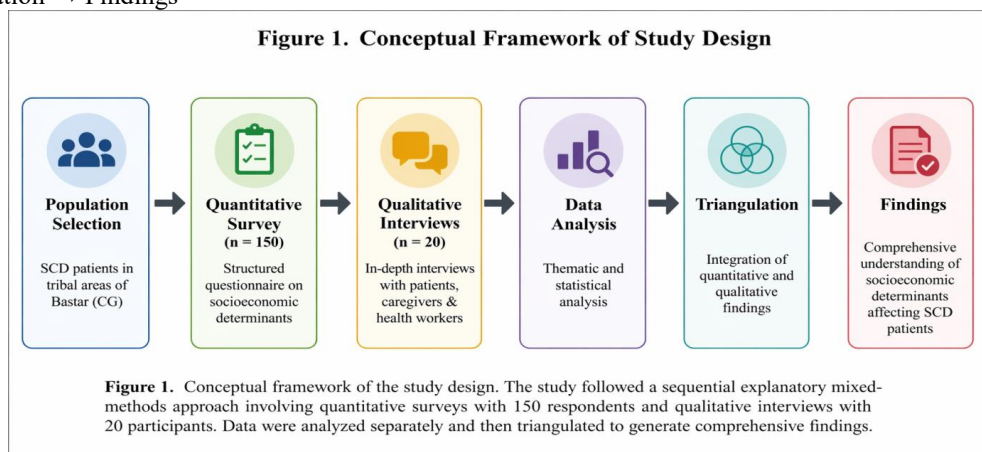 ation → Findings
Figure 1. Conceptual Framework of Study Design
Population
Selection
SCD patients in
tribal areas of
Bastar (CG)
Quantitative
Survey
(n = 150)
Structured
questionnaire on
socioeconomic
determinants
Qualitative
Interviews
(n = 20)
In-depth interviews
with patients,
caregivers &
health workers
Data
Analysis
Thematic and
statistical
analysis
Triangulation
Integration of
quantitative and
qualitative
findings
Findings
Comprehensive
understanding of
socioeconomic
determinants
affecting SCD
patients
Figure 1. Conceptual framework of the study design. The study followed a sequential explanatory mixed-
methods approach involving quantitative surveys with 150 respondents and qualitative interviews with
20 participants. Data were analyzed separately and then triangulated to generate comprehensive findings.